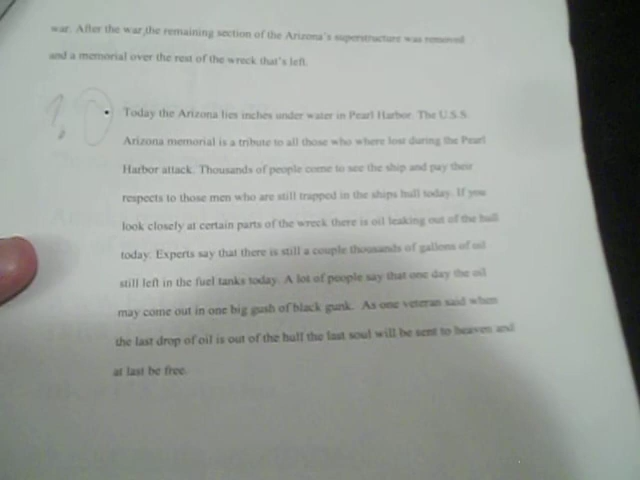 war. After the war, the remaining section of the Arizona's superstructure was removed
and a memorial over the rest of the wreck that's left.
?
• Today the Arizona lies inches under water in Pearl Harbor. The U.S.S.
Arizona memorial is a tribute to all those who where lost during the Pearl
Harbor attack. Thousands of people come to see the ship and pay their
respects to those men who are still trapped in the ships hull today. If you
look closely at certain parts of the wreck there is oil leaking out of the hull
today. Experts say that there is still a couple thousands of gallons of oil
still left in the fuel tanks today. A lot of people say that one day the oil
may come out in one big gush of black gunk. As one veteran said when
the last drop of oil is out of the hull the last soul will be sent to heaven and
at last be free.